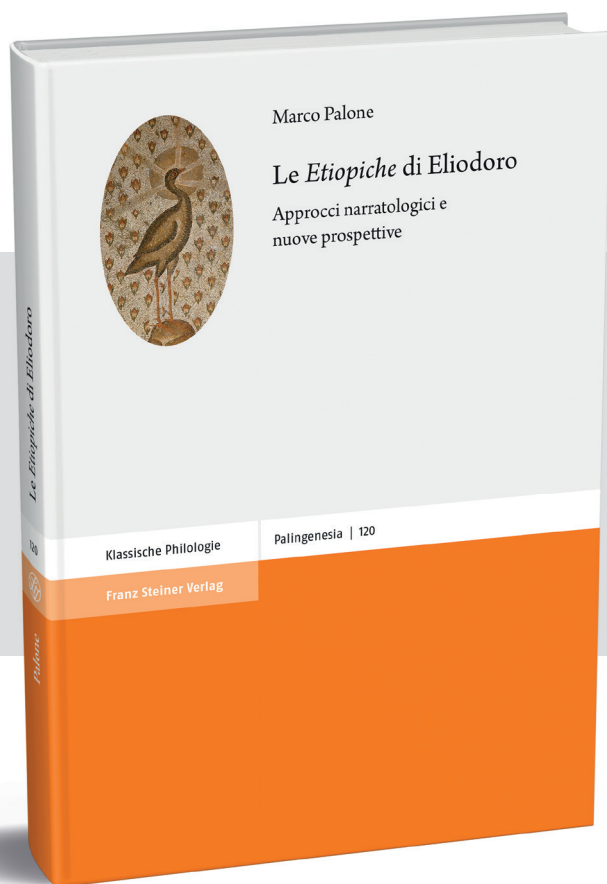 Marco Palone
Le Etiopiche di Eliodoro
Approcci narratologici e
nuove prospettive
Klassische Philologie
Palingenesia | 120
Franz Steiner Verlag
Le Etiopiche di Eliodoro
120
Palone